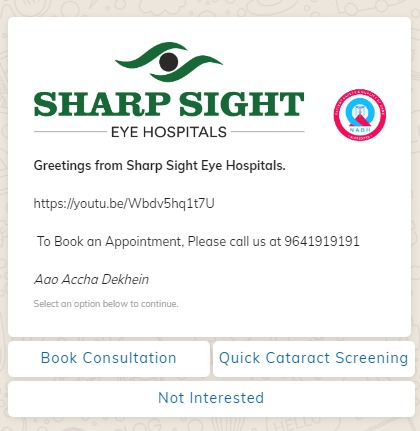 SHARP SIGHT
EYE HOSPITALS
NABH
Greetings from Sharp Sight Eye Hospitals.
https://youtu.be/Wbdv5hq1t7U
To Book an Appointment, Please call us at 9641919191
Aao Accha Dekhein
Select an option below to continue.
Book Consultation
Quick Cataract Screening
Not Interested